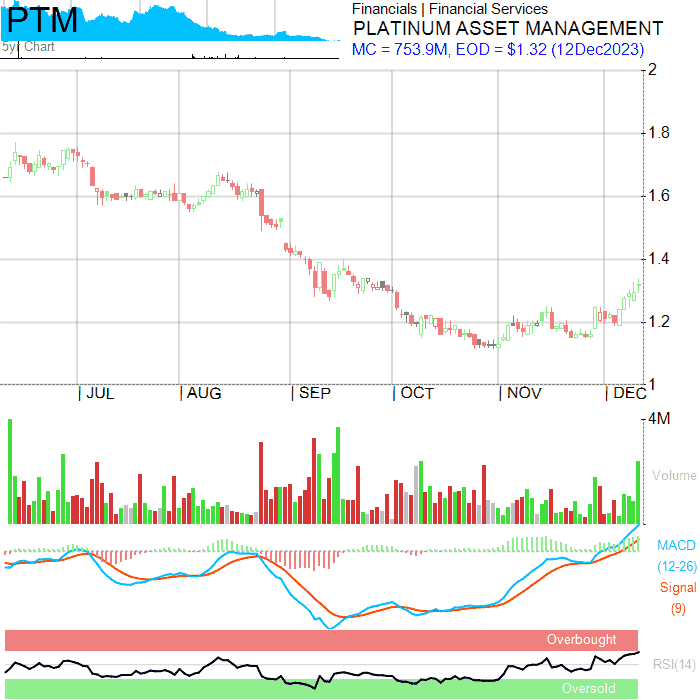 PTM
5yr Chart
Financials | Financial Services
PLATINUM ASSET MANAGEMENT
MC = 753.9M, EOD = $1.32 (12Dec2023)
2
1.8
1.6
1.4
1.2
1
JUL AUG SEP OCT NOV DEC
4M
Volume
MACD
(12-26)
Signal
(9)
Overbought
RSI(14)
Oversold